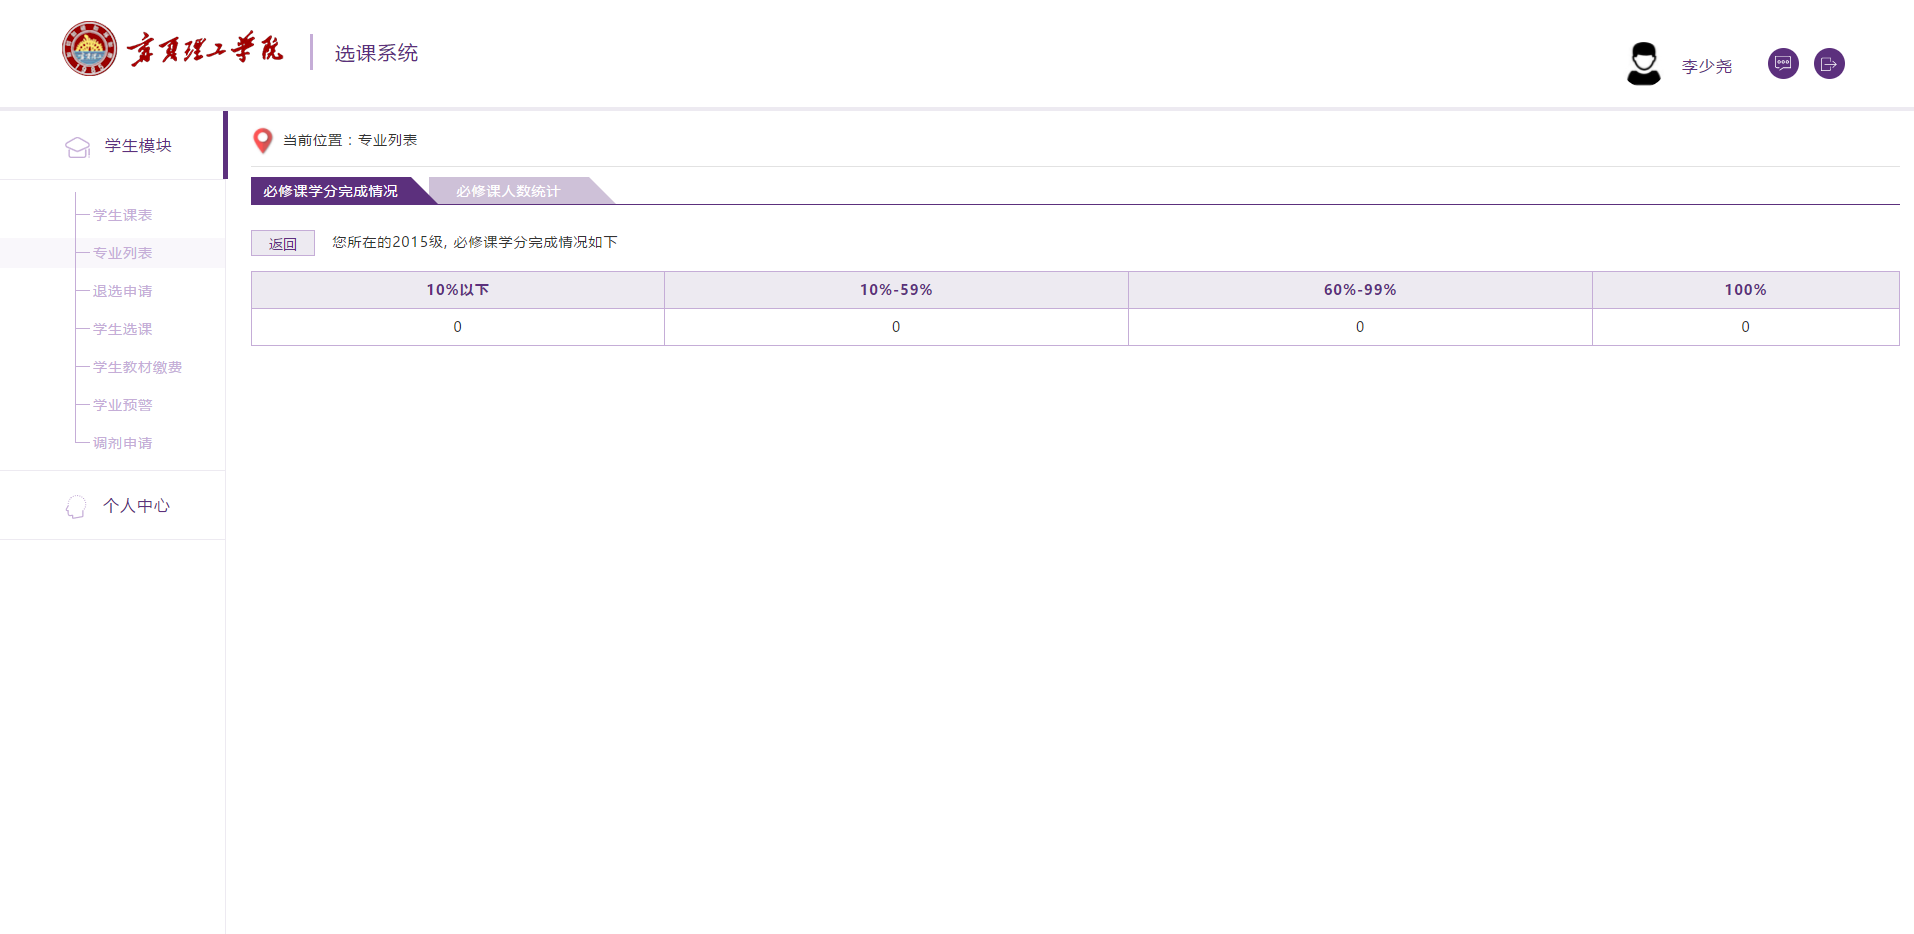 宁夏理工学院
选课系统
李少尧
学生模块
学生课表
专业列表
退选申请
学生选课
学生教材缴费
学业预警
调剂申请
个人中心
当前位置：专业列表
必修课学分完成情况 必修课人数统计
返回 您所在的2015级, 必修课学分完成情况如下
10%以下 10%-59% 60%-99% 100%
0 0 0 0